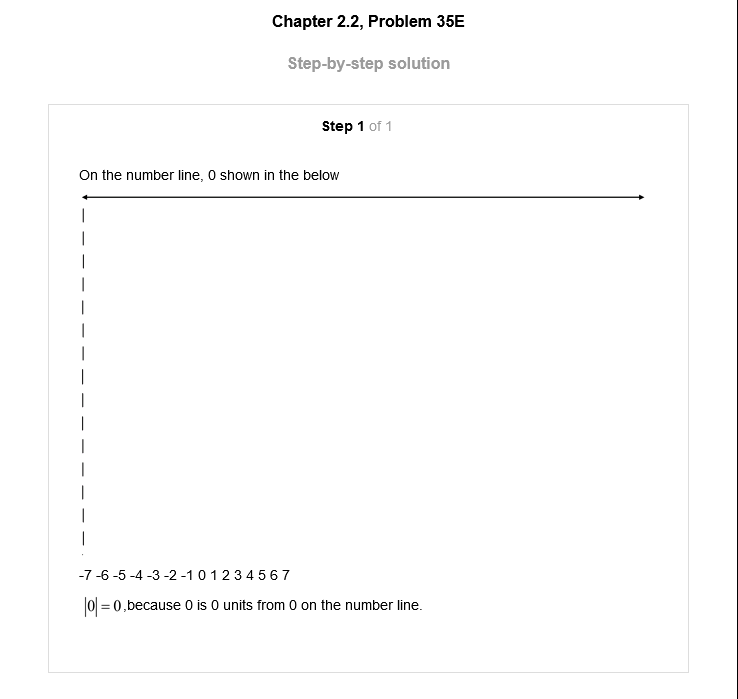 Chapter 2.2, Problem 35E
Step-by-step solution
Step 1 of 1
On the number line, 0 shown in the below
-7 -6 -5 -4 -3 -2 -1 0 1 2 3 4 5 6 7
|0| = 0,because 0 is 0 units from 0 on the number line.